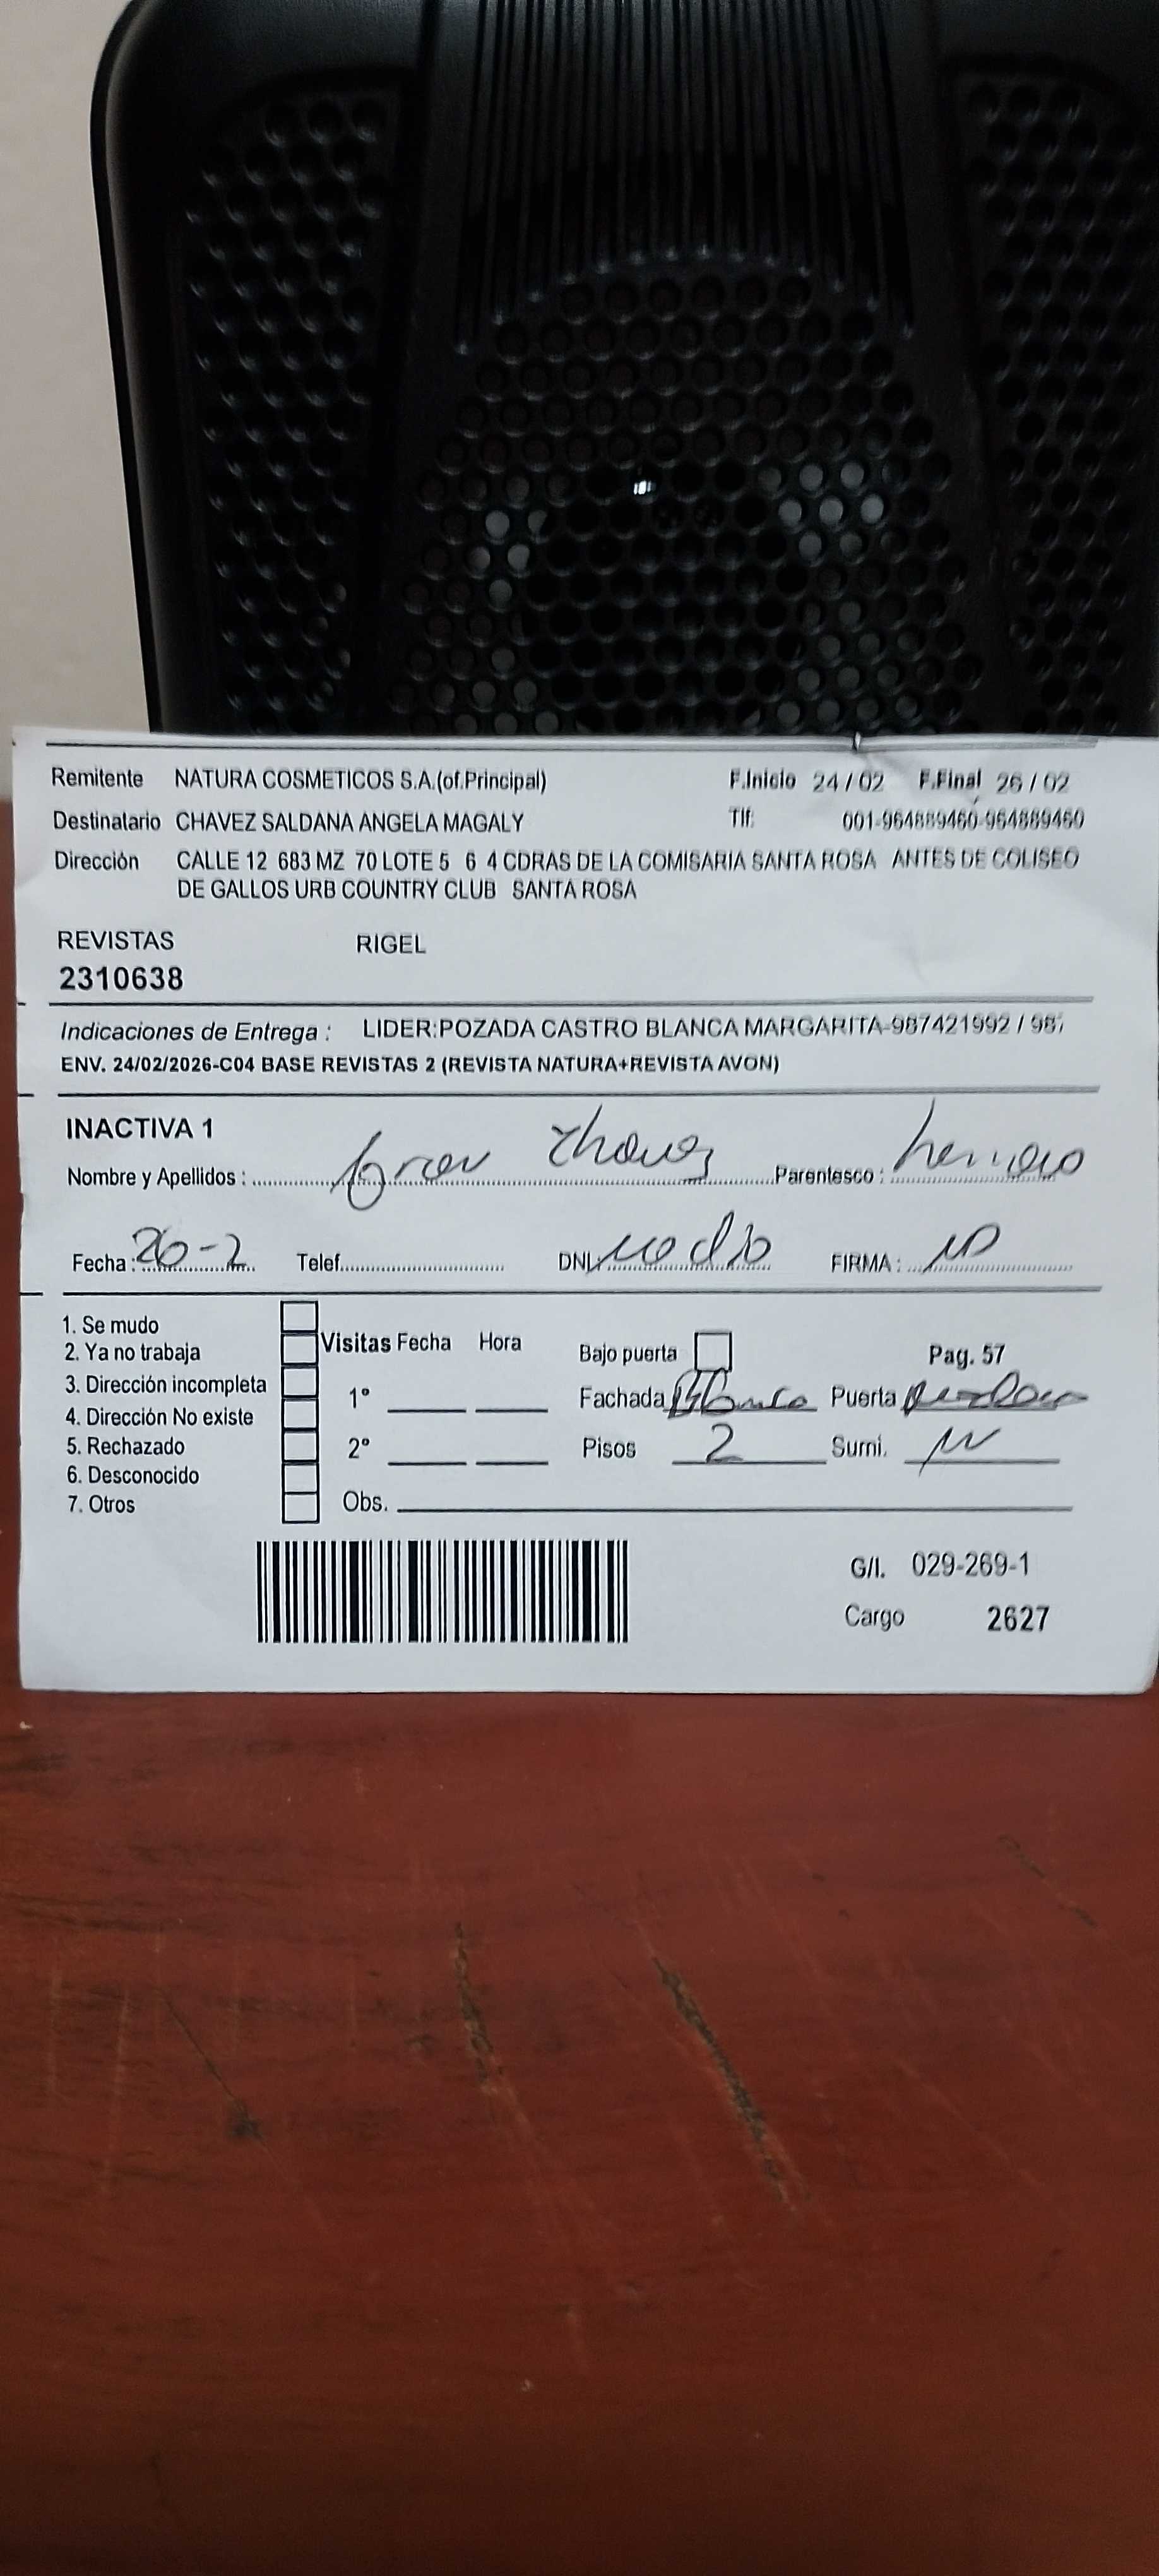 Remitente NATURA COSMETICOS S.A.(of.Principal) F.Inicio 24 / 02 F.Final 26 / 02
Destinatario CHAVEZ SALDANA ANGELA MAGALY Tlf: 001-964889460-964889460
Dirección CALLE 12 683 MZ 70 LOTE 5 6 4 CDRAS DE LA COMISARIA SANTA ROSA ANTES DE COLISEO
DE GALLOS URB COUNTRY CLUB SANTA ROSA
REVISTAS RIGEL
2310638
Indicaciones de Entrega : LIDER:POZADA CASTRO BLANCA MARGARITA-987421992 / 987
ENV. 24/02/2026-C04 BASE REVISTAS 2 (REVISTA NATURA+REVISTA AVON)
INACTIVA 1
Nombre y Apellidos : Chavez Parentesco : hermano
Fecha: 26-2 Telef. DNI. no dio FIRMA :
1. Se mudo
2. Ya no trabaja Visitas Fecha Hora Bajo puerta Pag. 57
3. Dirección incompleta 1° Fachada Blanco Puerta
4. Dirección No existe
5. Rechazado 2° Pisos 2 Sumi.
6. Desconocido
7. Otros Obs.
G/I. 029-269-1
Cargo 2627